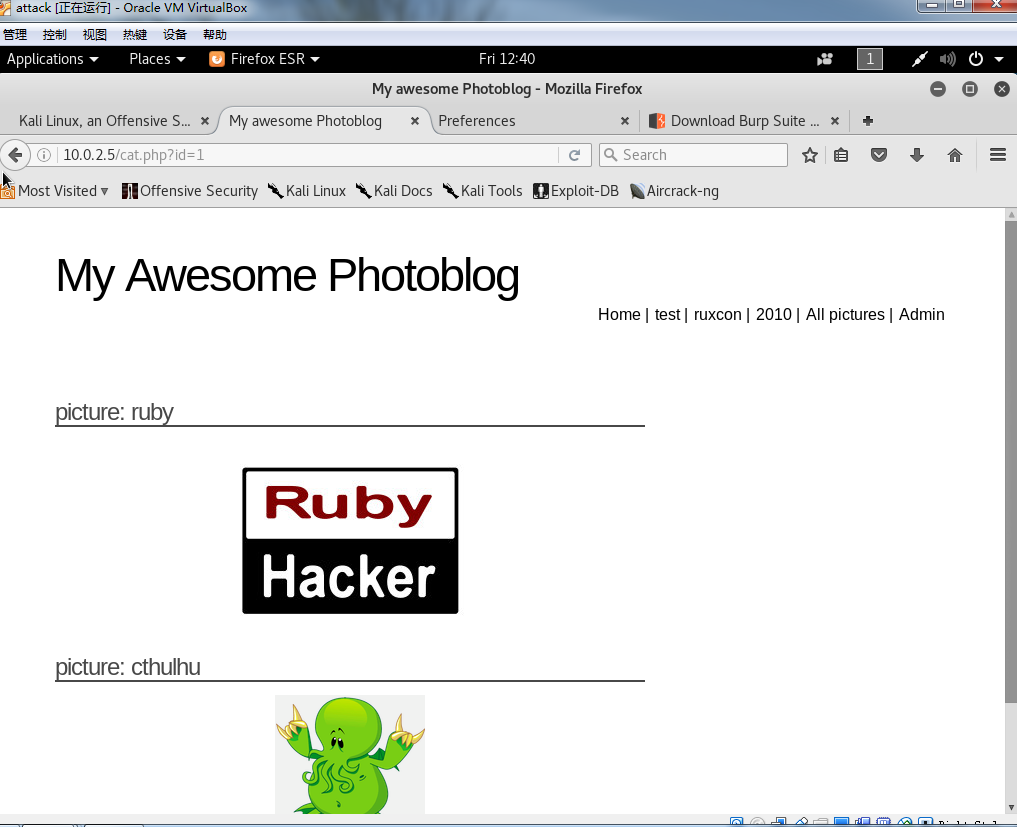 attack [正在运行] - Oracle VM VirtualBox
管理 控制 视图 热键 设备 帮助
Applications Places Firefox ESR Fri 12:40 1
My awesome Photoblog - Mozilla Firefox
Kali Linux, an Offensive S... My awesome Photoblog Preferences Download Burp Suite ...
10.0.2.5/cat.php?id=1 Search
Most Visited Offensive Security Kali Linux Kali Docs Kali Tools Exploit-DB Aircrack-ng
My Awesome Photoblog
Home | test | ruxcon | 2010 | All pictures | Admin
picture: ruby
Ruby
Hacker
picture: cthulhu